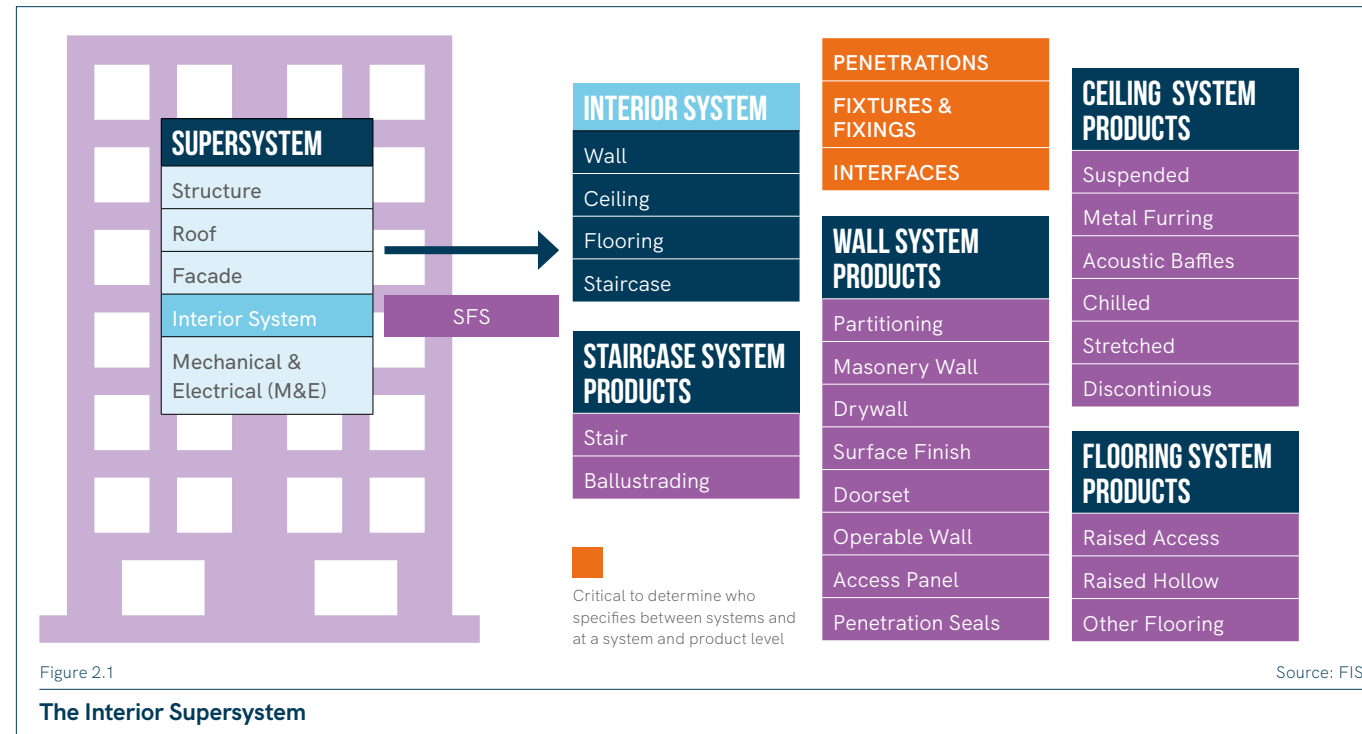 SUPERSYSTEM
Structure
Roof
Facade
Interior System
Mechanical &
Electrical (M&E)
SFS
INTERIOR SYSTEM
Wall
Ceiling
Flooring
Staircase
STAIRCASE SYSTEM
PRODUCTS
Stair
Ballustrading
Critical to determine who
specifies between systems and
at a system and product level
PENETRATIONS
FIXTURES &
FIXINGS
INTERFACES
WALL SYSTEM
PRODUCTS
Partitioning
Masonery Wall
Drywall
Surface Finish
Doorset
Operable Wall
Access Panel
Penetration Seals
CEILING SYSTEM
PRODUCTS
Suspended
Metal Furring
Acoustic Baffles
Chilled
Stretched
Discontinious
FLOORING SYSTEM
PRODUCTS
Raised Access
Raised Hollow
Other Flooring
Figure 2.1
Source: FIS
The Interior Supersystem